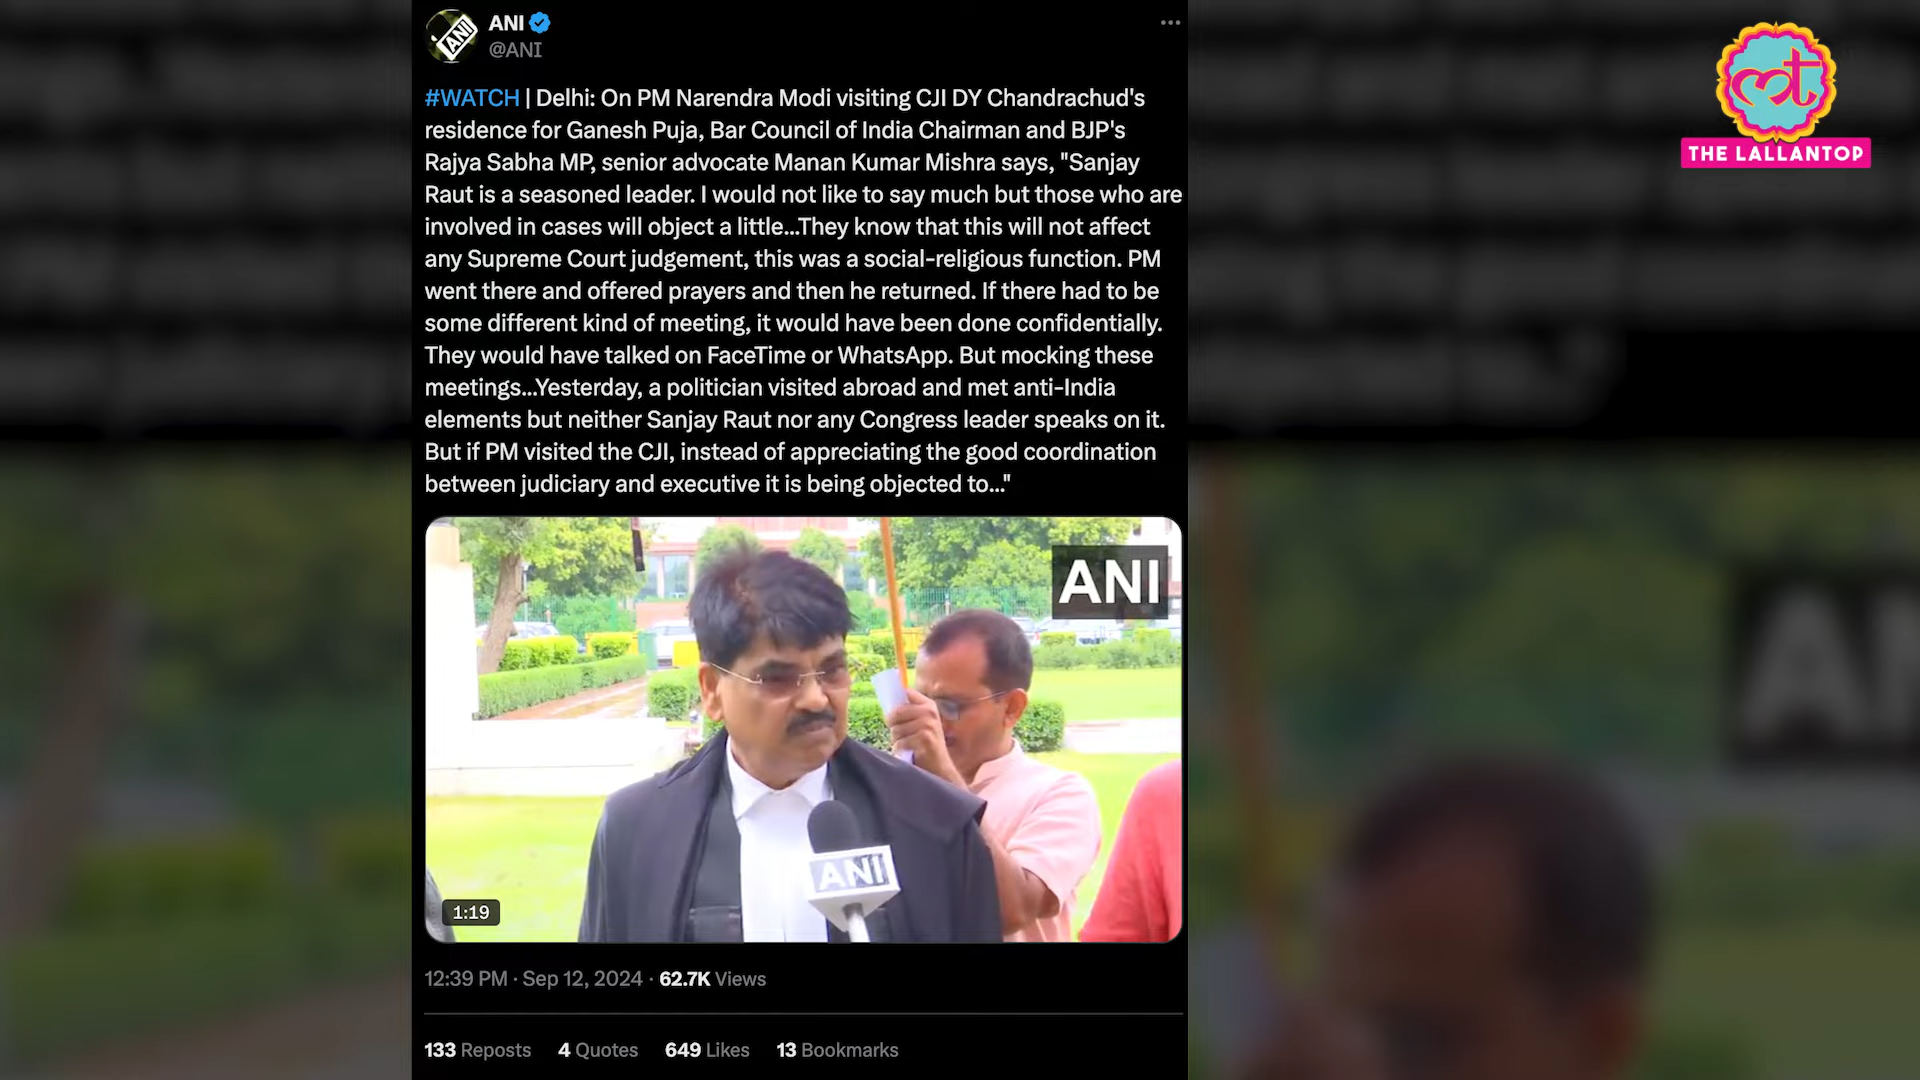 ANI
@ANI
#WATCH | Delhi: On PM Narendra Modi visiting CJI DY Chandrachud's
residence for Ganesh Puja, Bar Council of India Chairman and BJP's
Rajya Sabha MP, senior advocate Manan Kumar Mishra says, "Sanjay
Raut is a seasoned leader. I would not like to say much but those who are
involved in cases will object a little...They know that this will not affect
any Supreme Court judgement, this was a social-religious function. PM
went there and offered prayers and then he returned. If there had to be
some different kind of meeting, it would have been done confidentially.
They would have talked on FaceTime or WhatsApp. But mocking these
meetings...Yesterday, a politician visited abroad and met anti-India
elements but neither Sanjay Raut nor any Congress leader speaks on it.
But if PM visited the CJI, instead of appreciating the good coordination
between judiciary and executive it is being objected to..."
ANI
ANI
ANI
1:19
12:39 PM · Sep 12, 2024 · 62.7K Views
133 Reposts 4 Quotes 649 Likes 13 Bookmarks
THE LALLANTOP